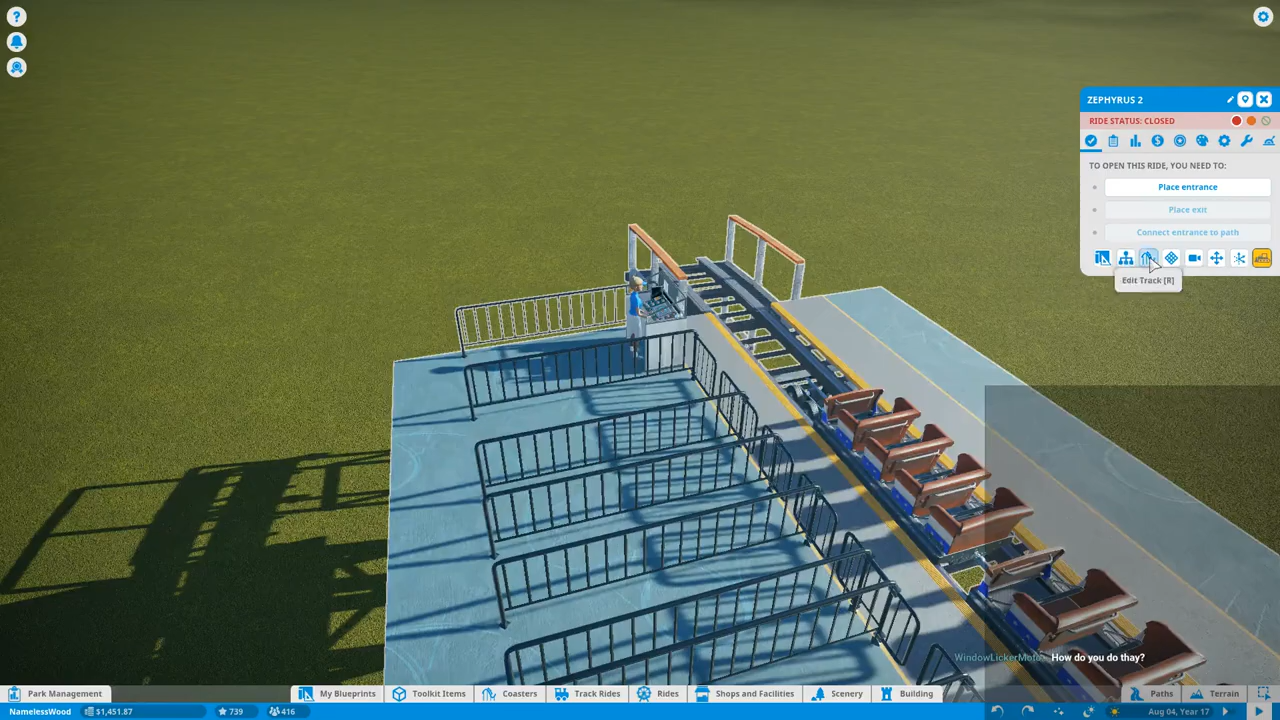 ZEPHYRUS 2
RIDE STATUS: CLOSED
TO OPEN THIS RIDE, YOU NEED TO:
Place entrance
Place exit
Connect entrance to path
Edit Track [R]
How do you do thay?
Park Management
My Blueprints
Toolkit Items
Coasters
Track Rides
Rides
Shops and Facilities
Scenery
Building
Paths
Terrain
NamelessWood
$1,451.87
739
416
Aug 04, Year 17